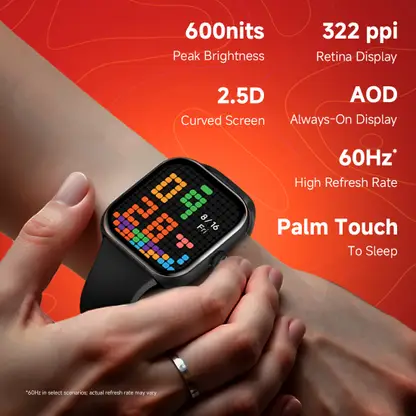 600nits
Peak Brightness
322 ppi
Retina Display
2.5D
Curved Screen
AOD
Always-On Display
60Hz*
High Refresh Rate
Palm Touch
To Sleep
8/16
Fri
*60Hz in select scenarios; actual refresh rate may vary.